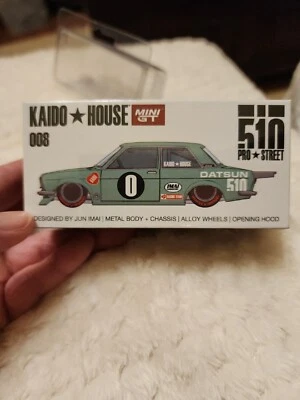 KAIDO★HOUSE MINI GT
008
510
PRO★STREET
KAIDO★HOUSE
DATSUN
510
0
DESIGNED BY JUN IMAI | METAL BODY + CHASSIS | ALLOY WHEELS | OPENING HOOD